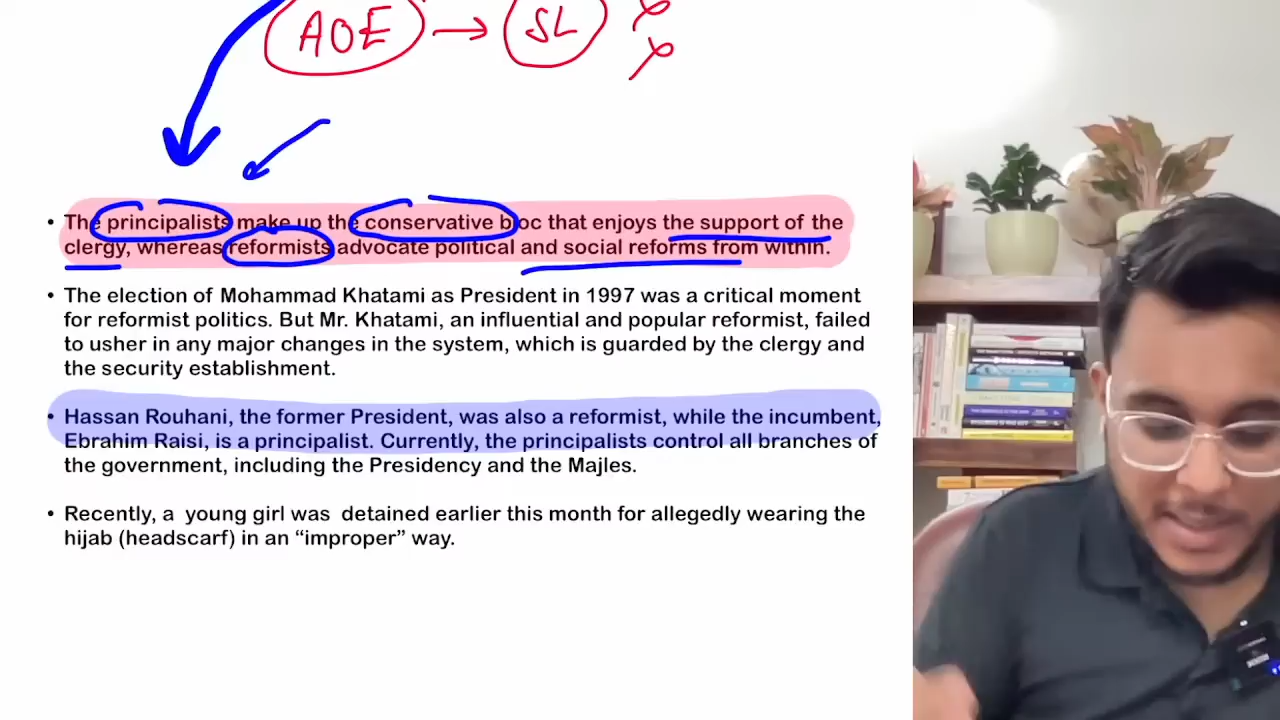 AOE → SL
• The principalists make up the conservative bloc that enjoys the support of the
clergy, whereas reformists advocate political and social reforms from within.
• The election of Mohammad Khatami as President in 1997 was a critical moment
for reformist politics. But Mr. Khatami, an influential and popular reformist, failed
to usher in any major changes in the system, which is guarded by the clergy and
the security establishment.
• Hassan Rouhani, the former President, was also a reformist, while the incumbent,
Ebrahim Raisi, is a principalist. Currently, the principalists control all branches of
the government, including the Presidency and the Majles.
• Recently, a young girl was detained earlier this month for allegedly wearing the
hijab (headscarf) in an “improper” way.